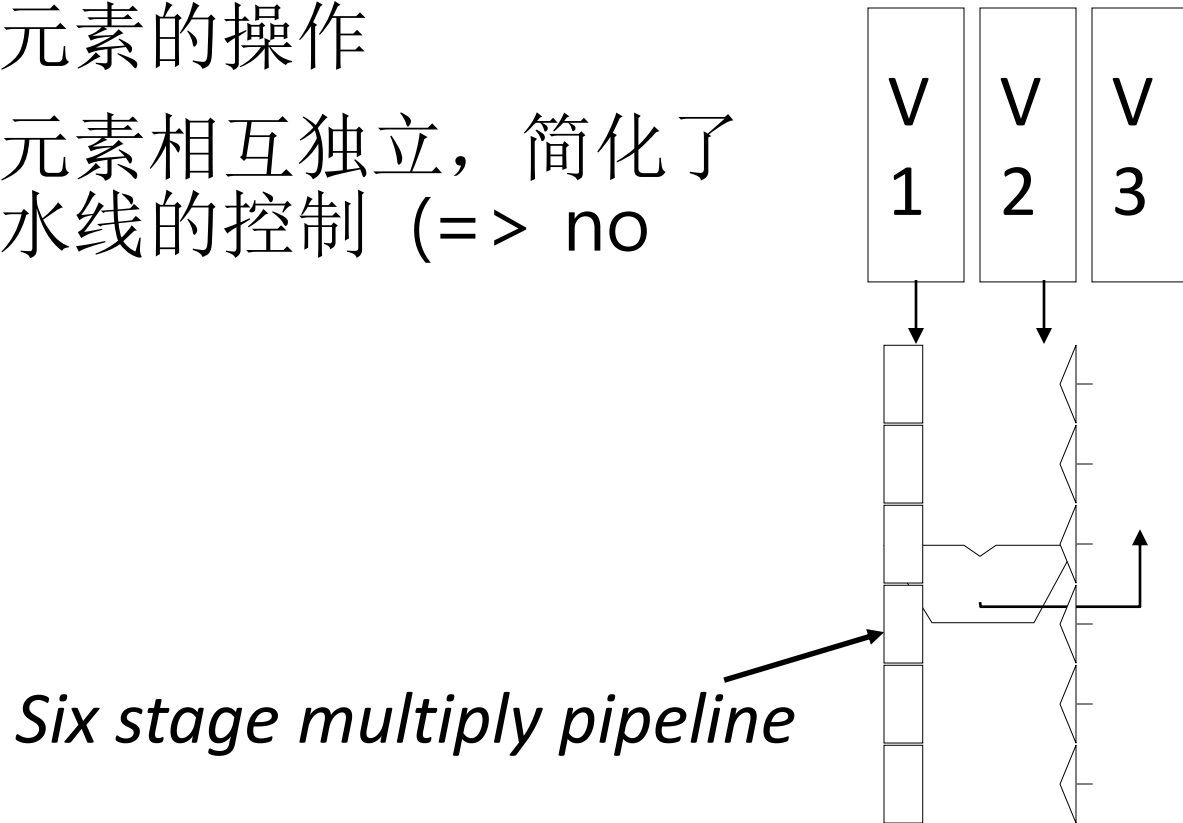 元素的操作
元素相互独立，简化了
水线的控制 (=> no
V V V
1 2 3
Six stage multiply pipeline